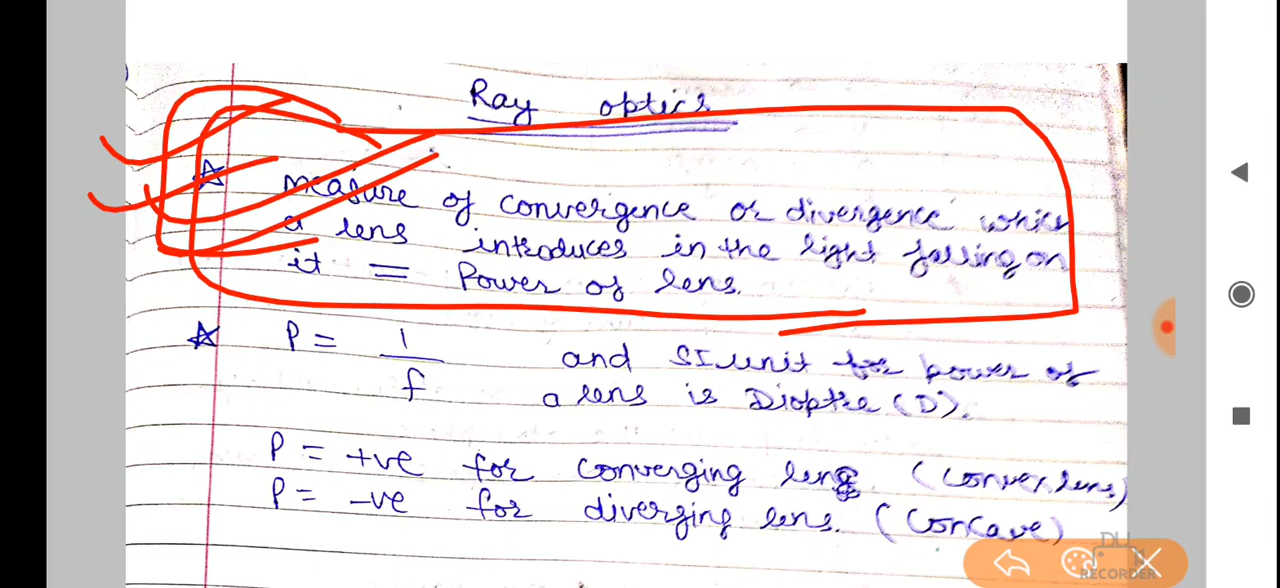 Ray optics
☆ measure of convergence or divergence which
a lens introduces in the light falling on
it = Power of lens.
☆ P = 1/f and SI unit for power of
a lens is Dioptre (D).
P = +ve for converging lens (convex lens)
P = -ve for diverging lens. (concave)
DU
RECORDER